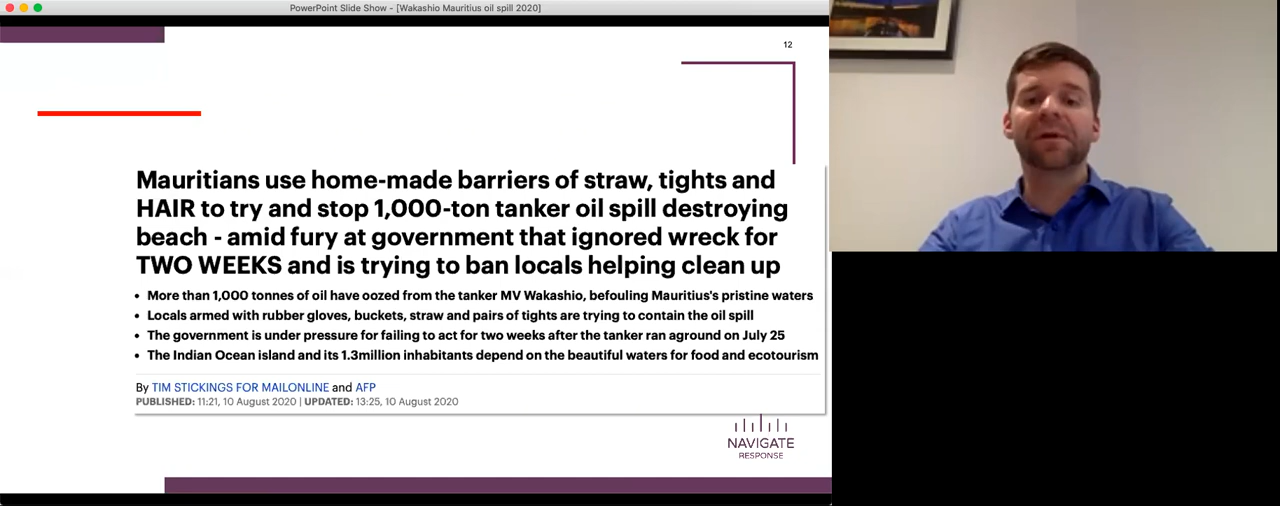 PowerPoint Slide Show - [Wakashio Mauritius oil spill 2020]
12
Mauritians use home-made barriers of straw, tights and
HAIR to try and stop 1,000-ton tanker oil spill destroying
beach - amid fury at government that ignored wreck for
TWO WEEKS and is trying to ban locals helping clean up
• More than 1,000 tonnes of oil have oozed from the tanker MV Wakashio, befouling Mauritius's pristine waters
• Locals armed with rubber gloves, buckets, straw and pairs of tights are trying to contain the oil spill
• The government is under pressure for failing to act for two weeks after the tanker ran aground on July 25
• The Indian Ocean island and its 1.3million inhabitants depend on the beautiful waters for food and ecotourism
By TIM STICKINGS FOR MAILONLINE and AFP
PUBLISHED: 11:21, 10 August 2020 | UPDATED: 13:25, 10 August 2020
NAVIGATE
RESPONSE